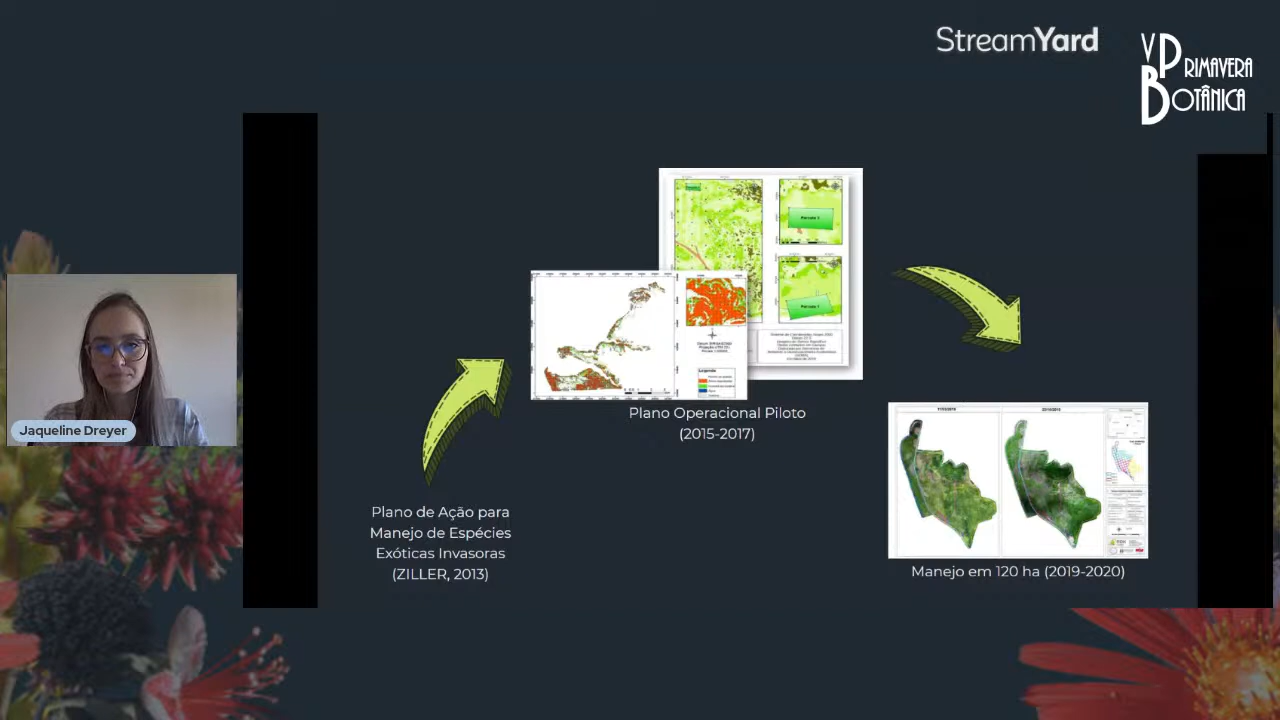 StreamYard
V PRIMAVERA
BOTÂNICA
Jaqueline Dreyer
Plano de Ação para
Manejo de Espécies
Exóticas Invasoras
(ZILLER, 2013)
Plano Operacional Piloto
(2015-2017)
Manejo em 120 ha (2019-2020)